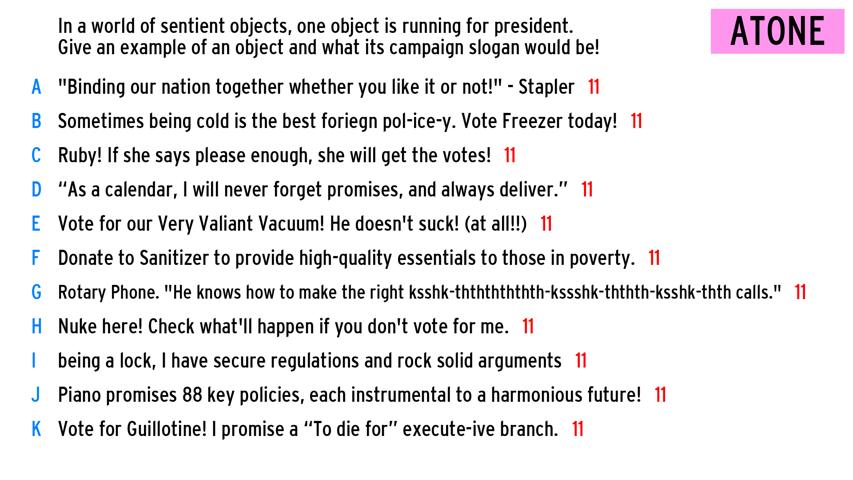 In a world of sentient objects, one object is running for president.
Give an example of an object and what its campaign slogan would be!
ATONE
A "Binding our nation together whether you like it or not!" - Stapler 11
B Sometimes being cold is the best foriegn pol-ice-y. Vote Freezer today! 11
C Ruby! If she says please enough, she will get the votes! 11
D “As a calendar, I will never forget promises, and always deliver.” 11
E Vote for our Very Valiant Vacuum! He doesn't suck! (at all!!) 11
F Donate to Sanitizer to provide high-quality essentials to those in poverty. 11
G Rotary Phone. "He knows how to make the right ksshk-thththththth-kssshk-ththth-ksshk-thth calls." 11
H Nuke here! Check what'll happen if you don't vote for me. 11
I being a lock, I have secure regulations and rock solid arguments 11
J Piano promises 88 key policies, each instrumental to a harmonious future! 11
K Vote for Guillotine! I promise a “To die for” execute-ive branch. 11